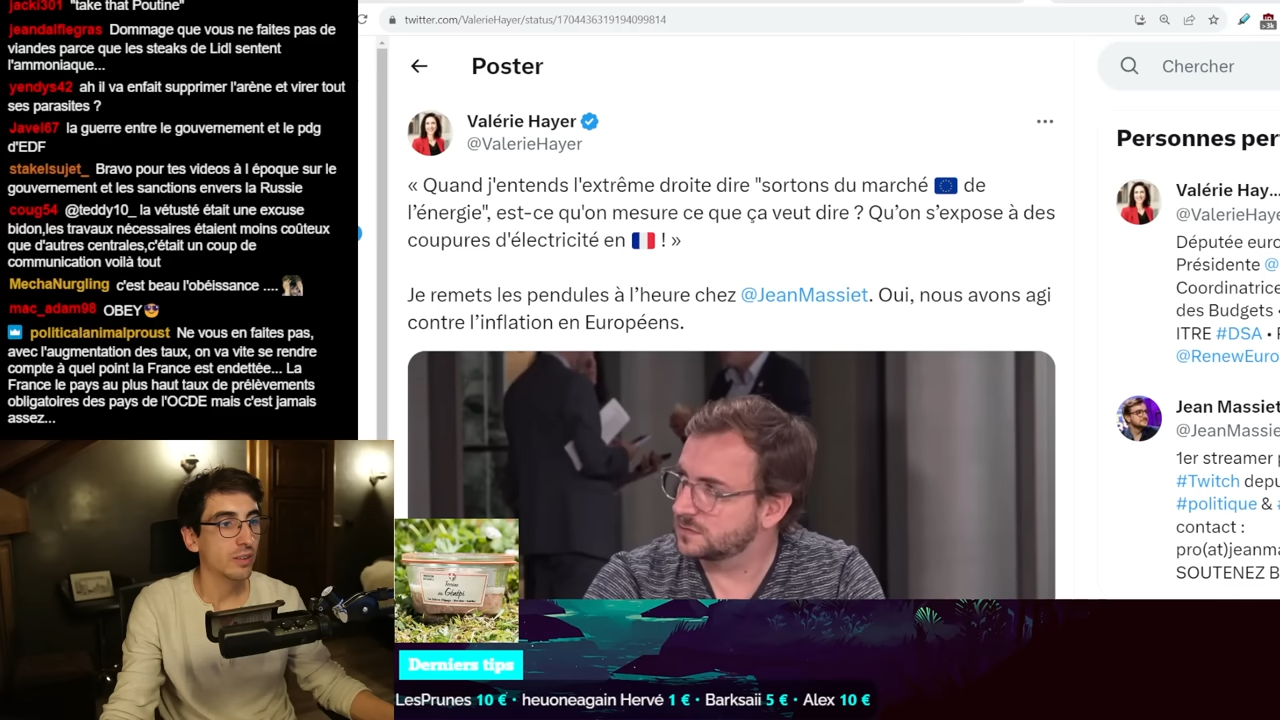 jacki301 "take that Poutine"
jeandalflegras Dommage que vous ne faites pas de
viandes parce que les steaks de Lidl sentent
l'ammoniaque...
yendys42 ah il va enfait supprimer l'arène et virer tout
ses parasites ?
Javel67 la guerre entre le gouvernement et le pdg
d'EDF
stakelsujet_ Bravo pour tes videos à l époque sur le
gouvernement et les sanctions envers la Russie
coug54 @teddy10_ la vétusté était une excuse
bidon,les travaux nécessaires étaient moins coûteux
que d'autres centrales,c'était un coup de
communication voilà tout
MechaNurgling c'est beau l'obéissance ....
mac_adam98 OBEY
politicalanimalproust Ne vous en faites pas,
avec l'augmentation des taux, on va vite se rendre
compte à quel point la France est endettée... La
France le pays au plus haut taux de prélèvements
obligatoires des pays de l'OCDE mais c'est jamais
assez...
twitter.com/ValerieHayer/status/1704436319194099814
Poster
Valérie Hayer
@ValerieHayer
« Quand j'entends l'extrême droite dire "sortons du marché 🇪🇺 de
l'énergie", est-ce qu'on mesure ce que ça veut dire ? Qu'on s'expose à des
coupures d'électricité en 🇫🇷 ! »
Je remets les pendules à l'heure chez @JeanMassiet. Oui, nous avons agi
contre l'inflation en Européens.
Chercher
Personnes per
Valérie Hay...
@ValerieHaye
Députée euro
Présidente @
Coordinatrice
des Budgets •
ITRE #DSA •
@RenewEuro
Jean Massiet
@JeanMassie
1er streamer p
#Twitch depu
#politique &
contact :
pro(at)jeanma
SOUTENEZ B
Terrine
au Génépi
Derniers tips
LesPrunes 10 € · heuoneagain Hervé 1 € · Barksaii 5 € · Alex 10 €